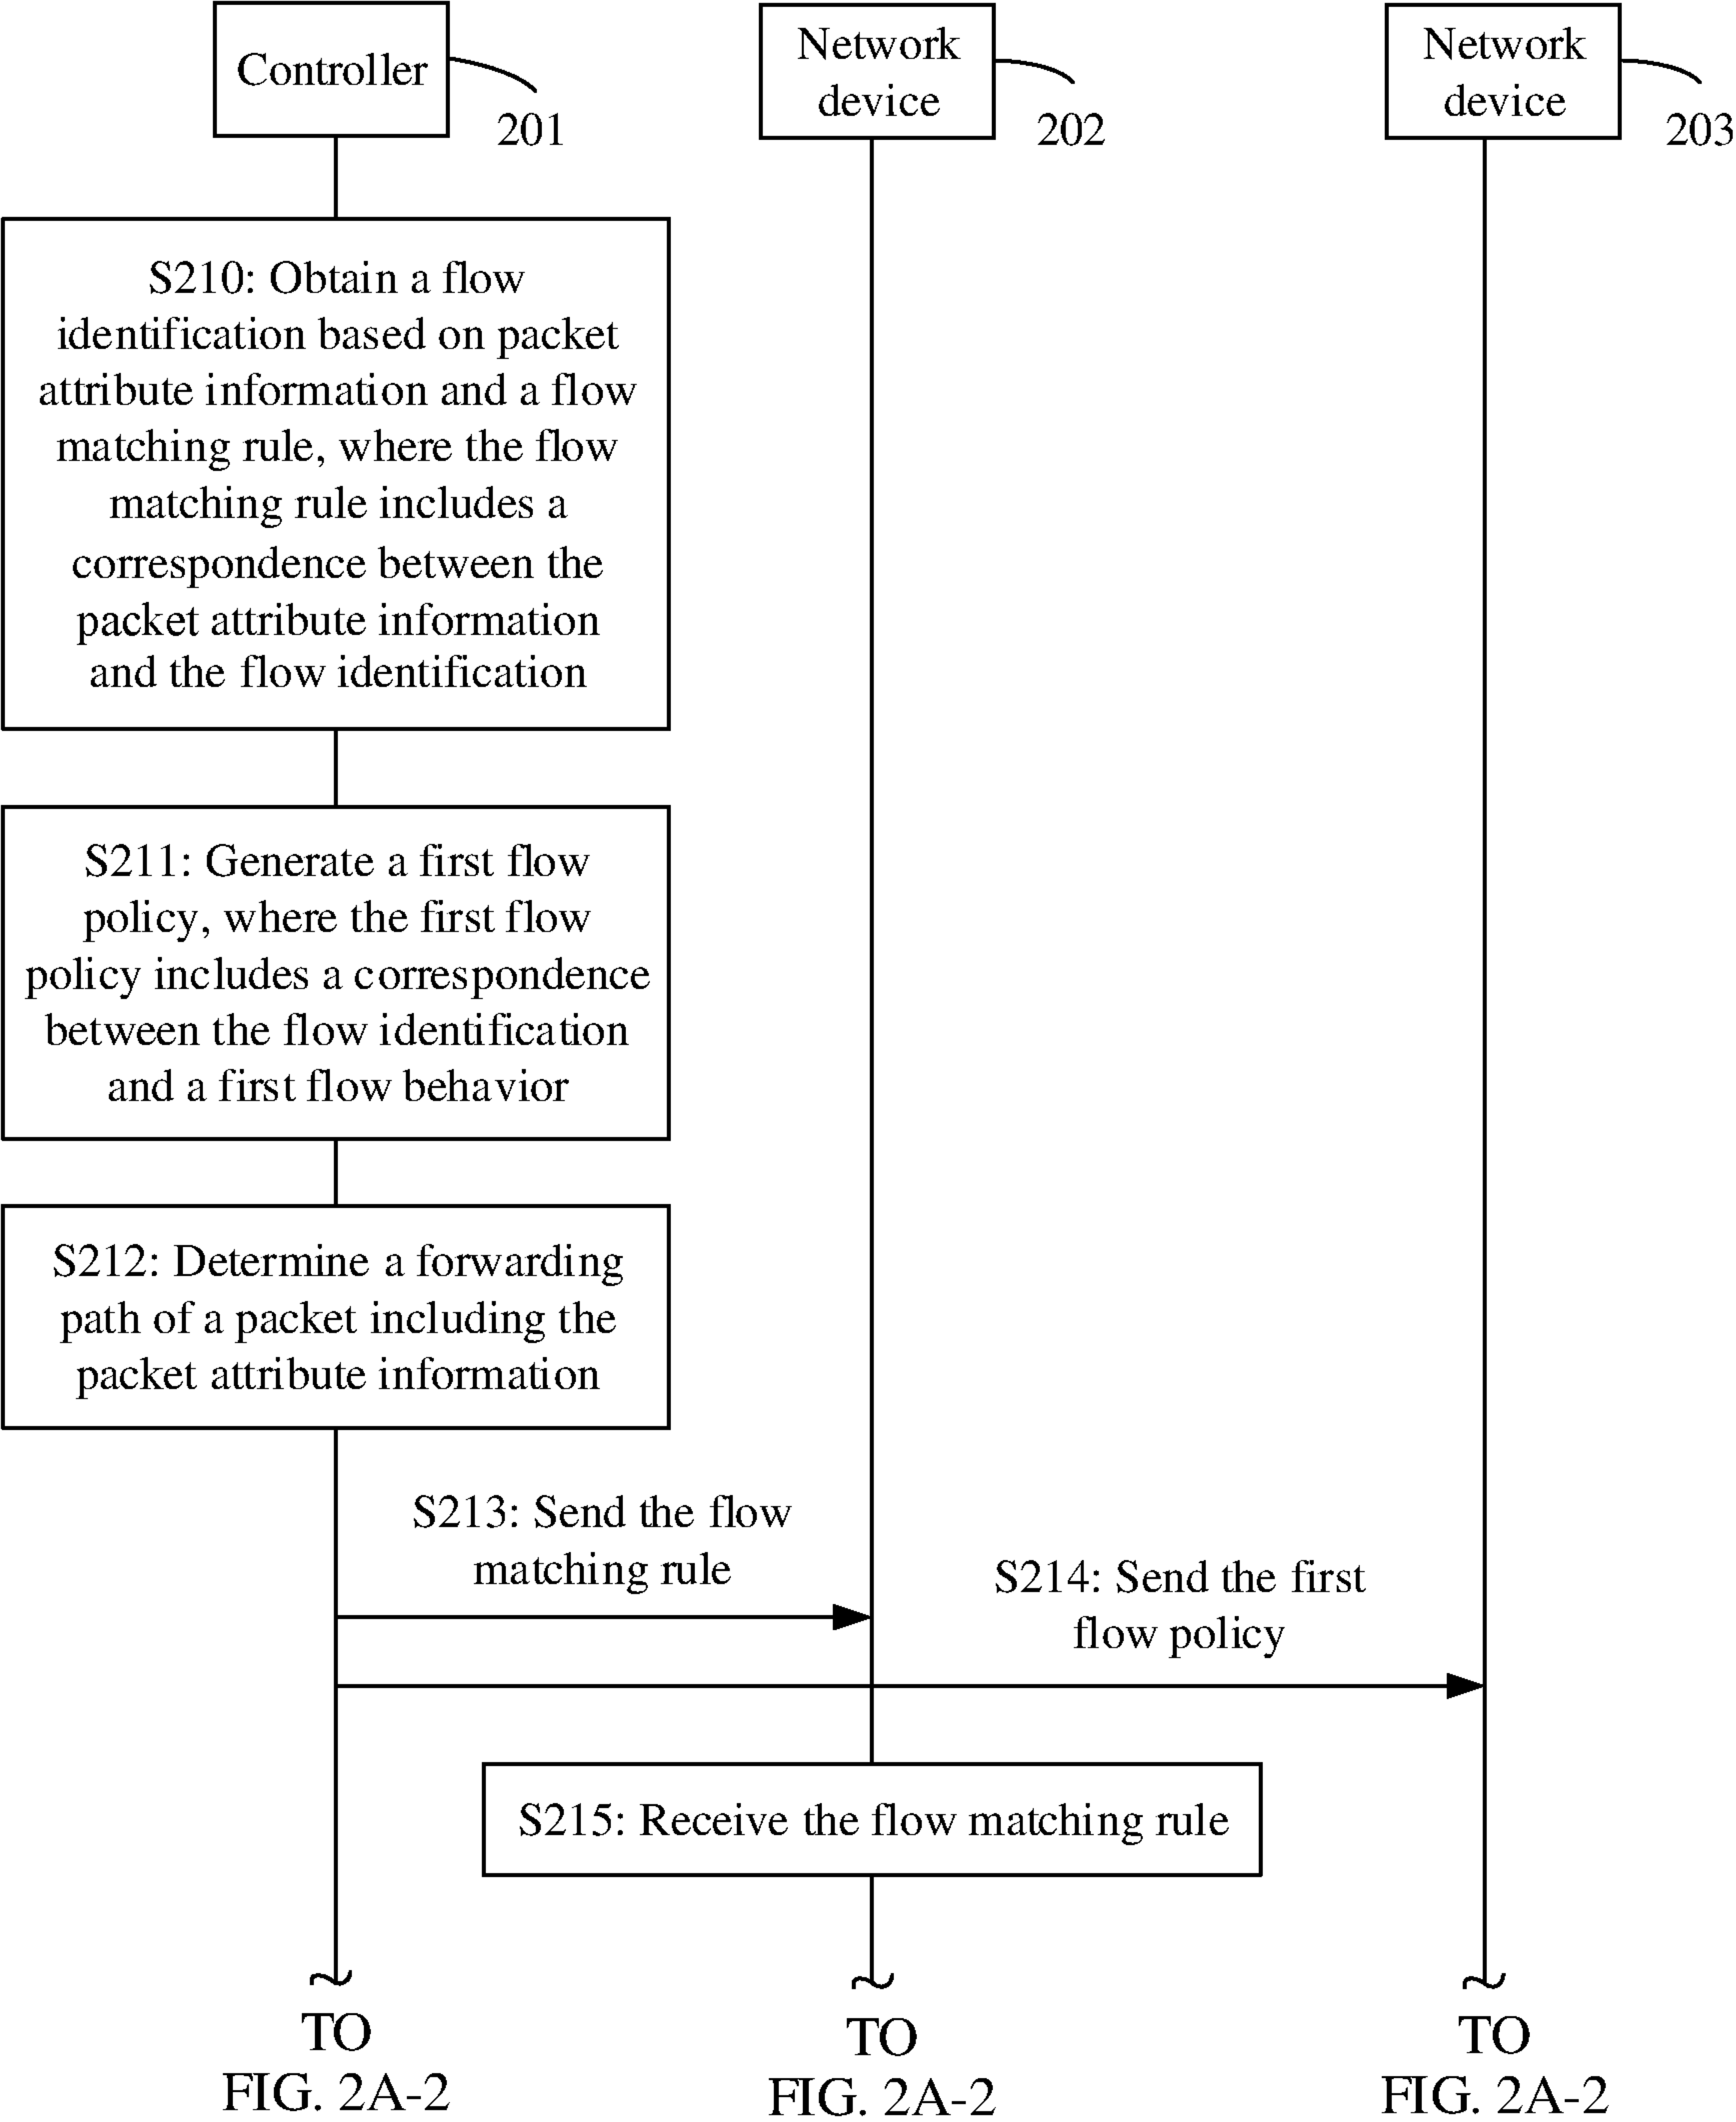 Controller
201
Network
device
202
Network
device
203
S210: Obtain a flow
identification based on packet
attribute information and a flow
matching rule, where the flow
matching rule includes a
correspondence between the
packet attribute information
and the flow identification
S211: Generate a first flow
policy, where the first flow
policy includes a correspondence
between the flow identification
and a first flow behavior
S212: Determine a forwarding
path of a packet including the
packet attribute information
S213: Send the flow
matching rule
S214: Send the first
flow policy
S215: Receive the flow matching rule
TO
FIG. 2A-2
TO
FIG. 2A-2
TO
FIG. 2A-2